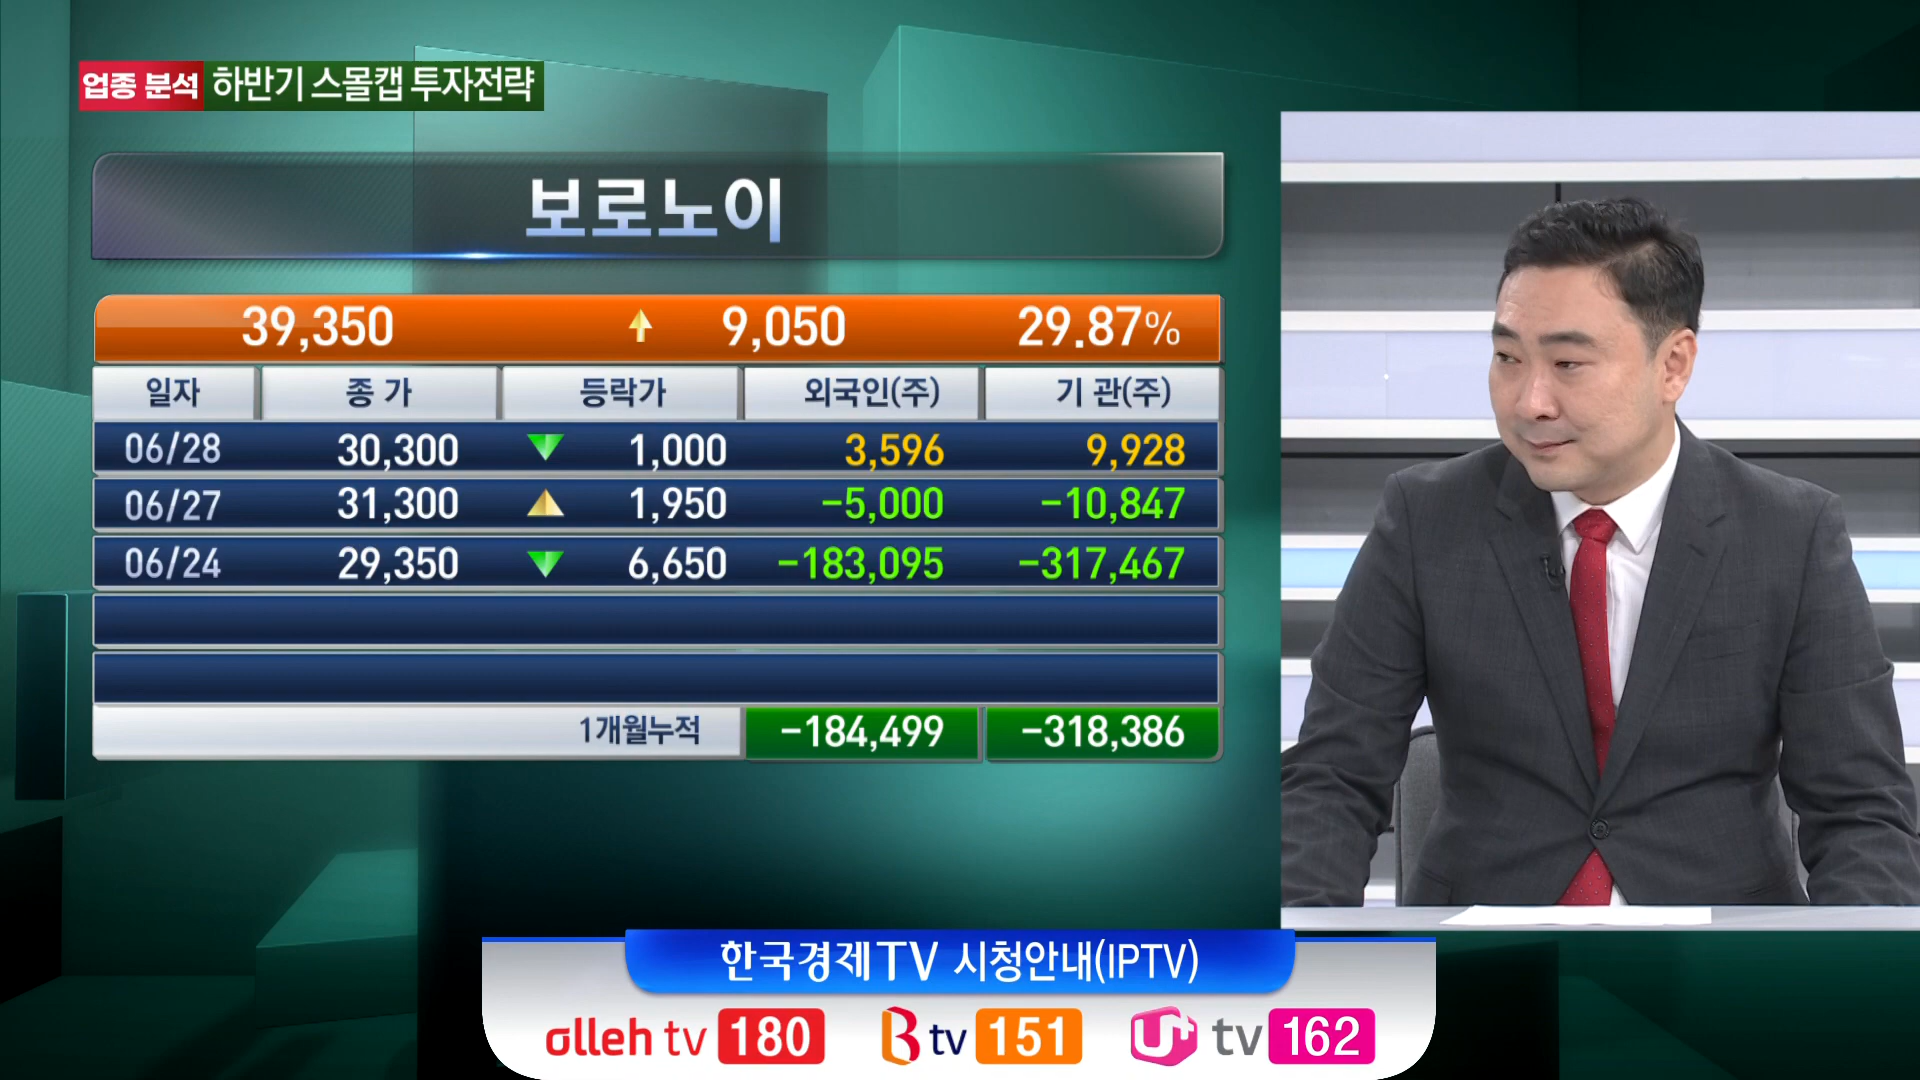 업종 분석 하반기 스몰캡 투자전략
보로노이
39,350 9,050 29.87%
일자 종 가 등락가 외국인(주) 기 관(주)
06/28 30,300 ▼ 1,000 3,596 9,928
06/27 31,300 ▲ 1,950 -5,000 -10,847
06/24 29,350 ▼ 6,650 -183,095 -317,467
1개월누적 -184,499 -318,386
한국경제TV 시청안내(IPTV)
olleh tv 180 B tv 151 U+ tv 162